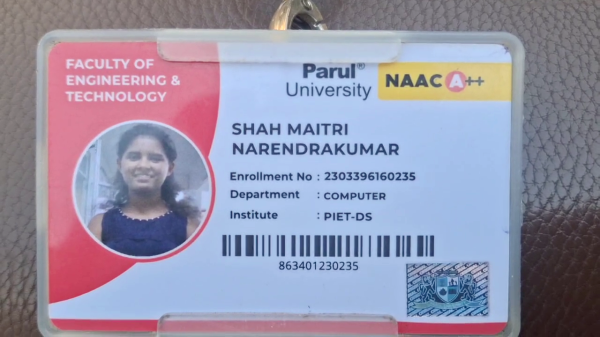 FACULTY OF
ENGINEERING &
TECHNOLOGY
Parul®
University
NAAC A++
SHAH MAITRI
NARENDRAKUMAR
Enrollment No : 2303396160235
Department : COMPUTER
Institute : PIET-DS
863401230235